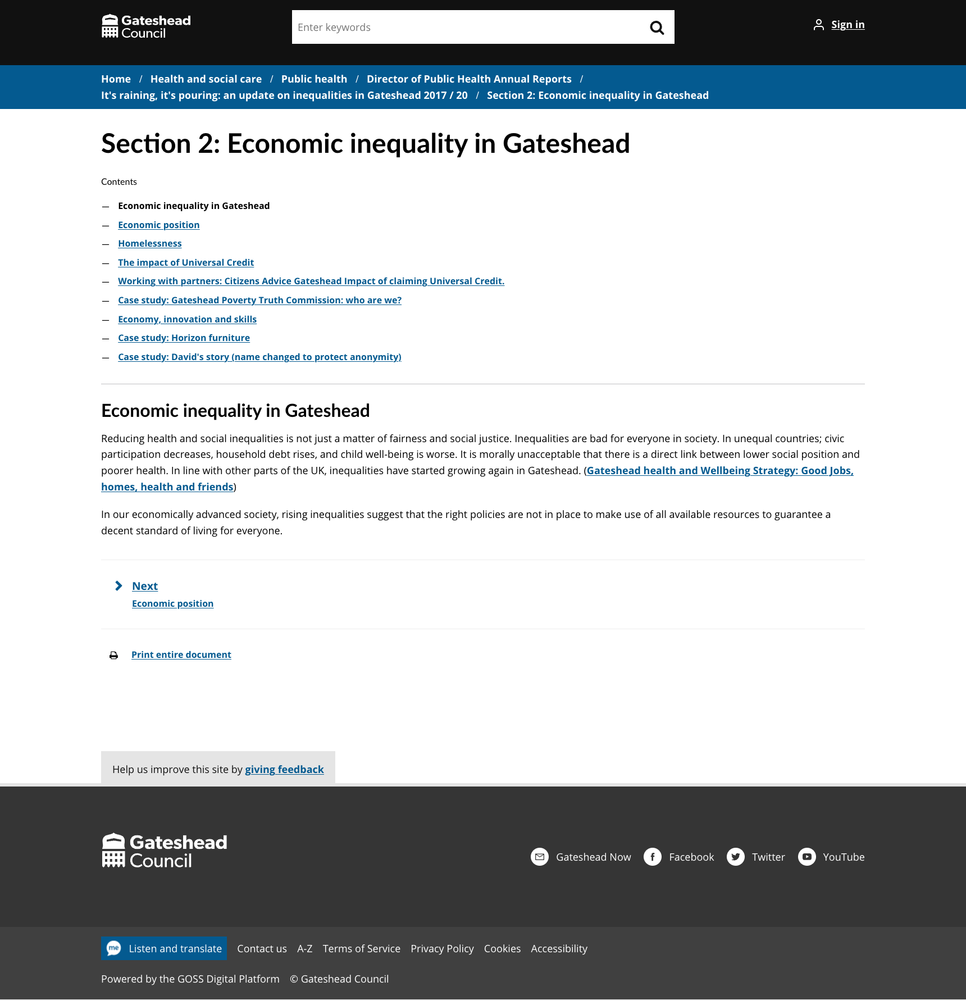 Gateshead
Council
Enter keywords
Sign in
Home / Health and social care / Public health / Director of Public Health Annual Reports /
It's raining, it's pouring: an update on inequalities in Gateshead 2017 / 20 / Section 2: Economic inequality in Gateshead
Section 2: Economic inequality in Gateshead
Contents
— Economic inequality in Gateshead
— Economic position
— Homelessness
— The impact of Universal Credit
— Working with partners: Citizens Advice Gateshead Impact of claiming Universal Credit.
— Case study: Gateshead Poverty Truth Commission: who are we?
— Economy, innovation and skills
— Case study: Horizon furniture
— Case study: David's story (name changed to protect anonymity)
Economic inequality in Gateshead
Reducing health and social inequalities is not just a matter of fairness and social justice. Inequalities are bad for everyone in society. In unequal countries; civic
participation decreases, household debt rises, and child well-being is worse. It is morally unacceptable that there is a direct link between lower social position and
poorer health. In line with other parts of the UK, inequalities have started growing again in Gateshead. (Gateshead health and Wellbeing Strategy: Good Jobs,
homes, health and friends)
In our economically advanced society, rising inequalities suggest that the right policies are not in place to make use of all available resources to guarantee a
decent standard of living for everyone.
Next
Economic position
Print entire document
Help us improve this site by giving feedback
Gateshead
Council
Gateshead Now Facebook Twitter YouTube
me Listen and translate Contact us A-Z Terms of Service Privacy Policy Cookies Accessibility
Powered by the GOSS Digital Platform © Gateshead Council